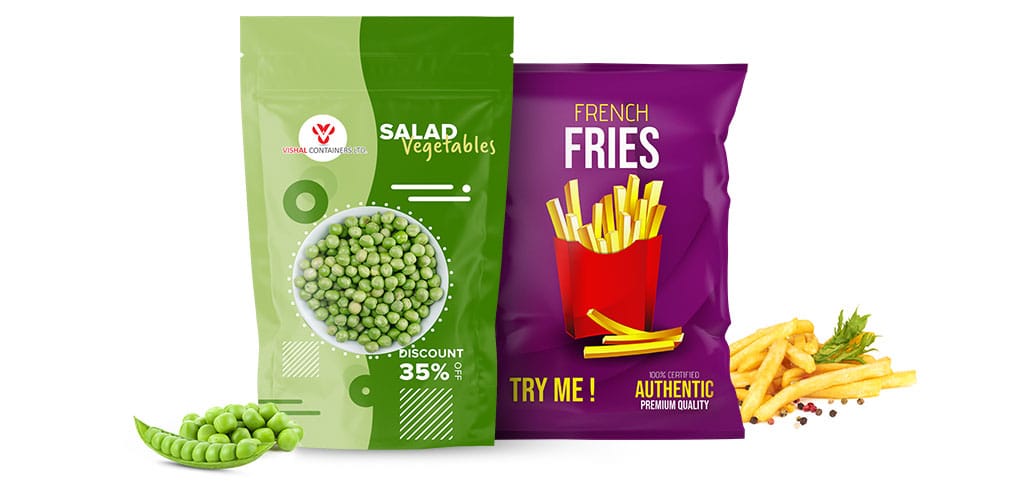 VISHAL CONTAINERS LTD.
SALAD
Vegetables
DISCOUNT
35% OFF
FRENCH
FRIES
TRY ME !
100% CERTIFIED
AUTHENTIC
PREMIUM QUALITY